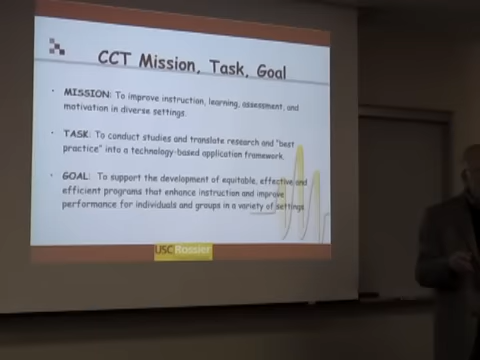 CCT Mission, Task, Goal
• MISSION: To improve instruction, learning, assessment, and
motivation in diverse settings.
• TASK: To conduct studies and translate research and "best
practice" into a technology-based application framework.
• GOAL: To support the development of equitable, effective and
efficient programs that enhance instruction and improve
performance for individuals and groups in a variety of settings.
USC Rossier